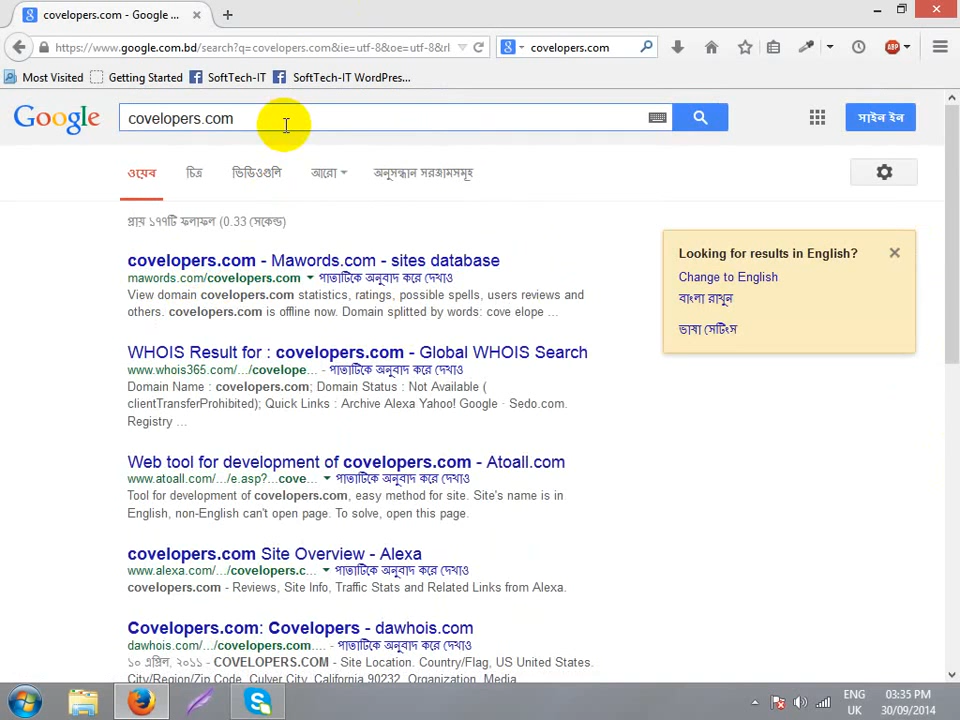 covelopers.com - Google ...
https://www.google.com.bd/search?q=covelopers.com&ie=utf-8&oe=utf-8&rl
covelopers.com
Most Visited
Getting Started
SoftTech-IT
SoftTech-IT WordPres...
ABP
Google
covelopers.com
সাইন ইন
ওয়েব
চিত্র
ভিডিওগুলি
আরো
অনুসন্ধান সরঞ্জামসমূহ
প্রায় ১৭৭টি ফলাফল (0.33 সেকেন্ড)
covelopers.com - Mawords.com - sites database
mawords.com/covelopers.com ▾ পাতাটিকে অনুবাদ করে দেখাও
View domain covelopers.com statistics, ratings, possible spells, users reviews and
others. covelopers.com is offline now. Domain splitted by words: cove elope ...
WHOIS Result for : covelopers.com - Global WHOIS Search
www.whois365.com/.../covelope... - পাতাটিকে অনুবাদ করে দেখাও
Domain Name : covelopers.com; Domain Status : Not Available (
clientTransferProhibited); Quick Links : Archive Alexa Yahoo! Google · Sedo.com.
Registry ...
Web tool for development of covelopers.com - Atoall.com
www.atoall.com/.../e.asp?...cove... ▾ পাতাটিকে অনুবাদ করে দেখাও
Tool for development of covelopers.com, easy method for site. Site's name is in
English, non-English can't open page. To solve, open this page.
covelopers.com Site Overview - Alexa
www.alexa.com/.../covelopers.c... ▾ পাতাটিকে অনুবাদ করে দেখাও
covelopers.com - Reviews, Site Info, Traffic Stats and Related Links from Alexa.
Covelopers.com: Covelopers - dawhois.com
dawhois.com/.../covelopers.com.... - পাতাটিকে অনুবাদ করে দেখাও
১০ এপ্রিল, ২০১১ - COVELOPERS.COM - Site Location. Country/Flag, US United States.
City/Region/Zip Code, Culver City, California 90232. Organization, Media
Looking for results in English?
Change to English
বাংলা রাখুন
ভাষা সেটিংস
ENG
UK
03:35 PM
30/09/2014